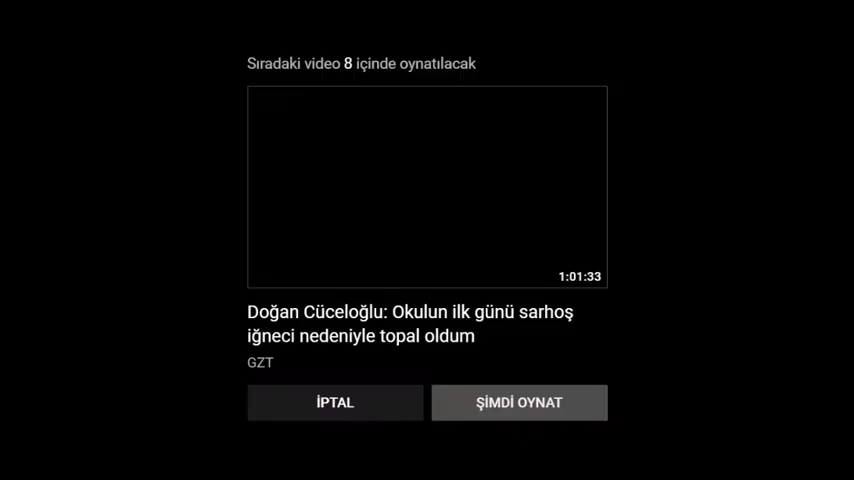 Sıradaki video 8 içinde oynatılacak
1:01:33
Doğan Cüceloğlu: Okulun ilk günü sarhoş
iğneci nedeniyle topal oldum
GZT
İPTAL
ŞİMDİ OYNAT